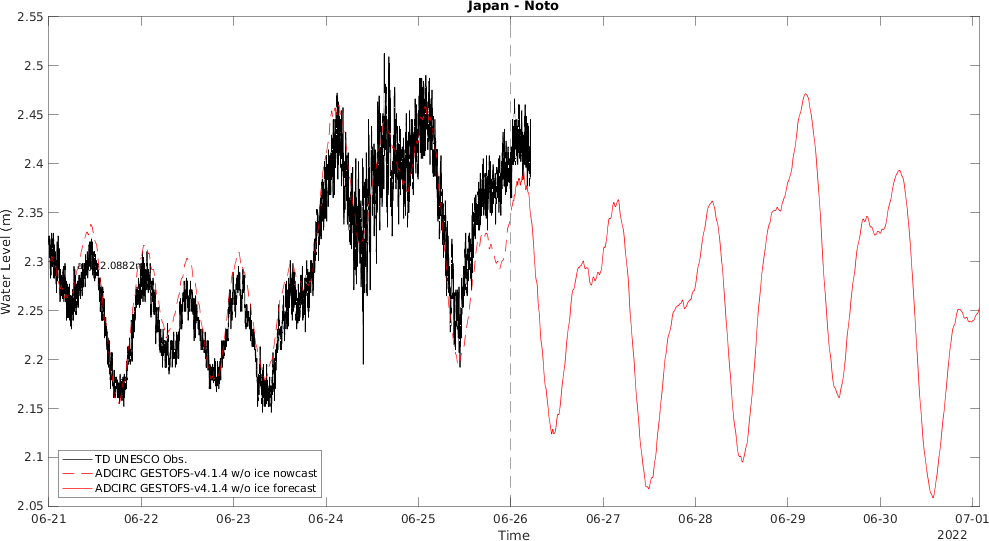 Japan - Noto
2.55
2.5
2.45
2.4
2.35
2.3
2.25
2.2
2.15
2.1
2.05
Water Level (m)
2.0882m
TD UNESCO Obs.
ADCIRC GESTOFS-v4.1.4 w/o ice nowcast
ADCIRC GESTOFS-v4.1.4 w/o ice forecast
06-21 06-22 06-23 06-24 06-25 06-26 06-27 06-28 06-29 06-30 07-01
Time
2022